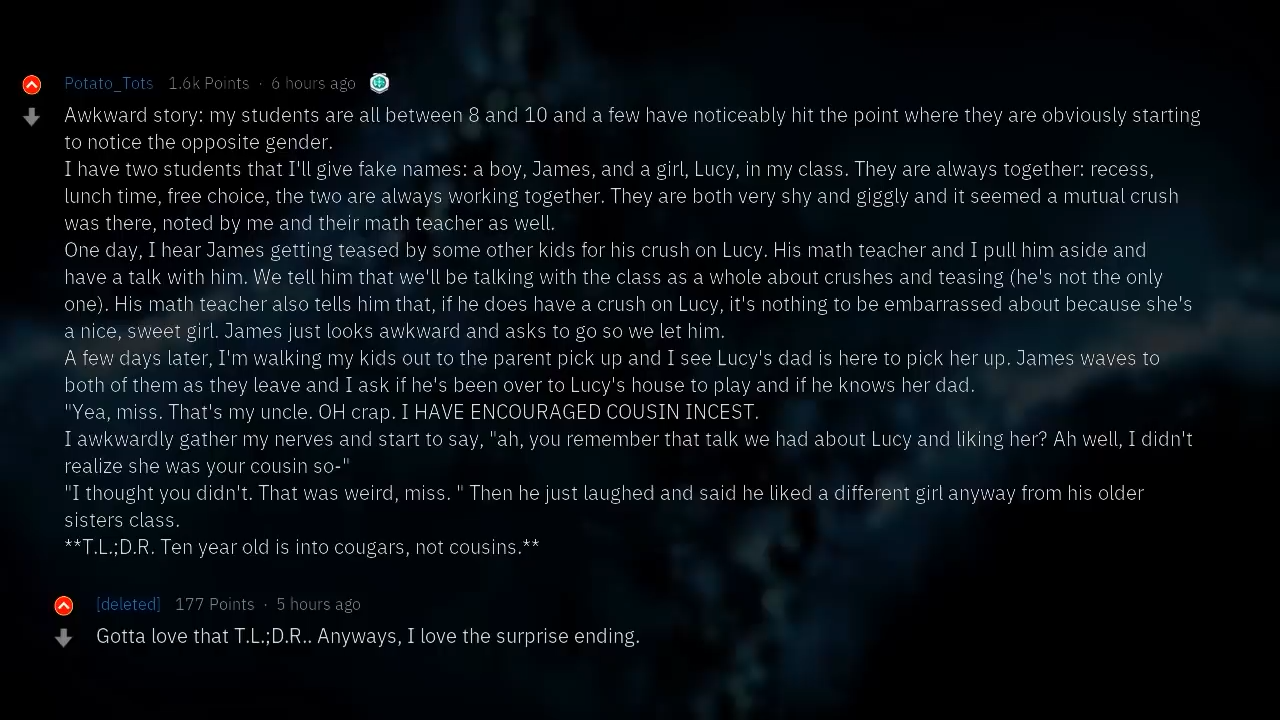 Potato_Tots 1.6k Points · 6 hours ago
Awkward story: my students are all between 8 and 10 and a few have noticeably hit the point where they are obviously starting
to notice the opposite gender.
I have two students that I'll give fake names: a boy, James, and a girl, Lucy, in my class. They are always together: recess,
lunch time, free choice, the two are always working together. They are both very shy and giggly and it seemed a mutual crush
was there, noted by me and their math teacher as well.
One day, I hear James getting teased by some other kids for his crush on Lucy. His math teacher and I pull him aside and
have a talk with him. We tell him that we'll be talking with the class as a whole about crushes and teasing (he's not the only
one). His math teacher also tells him that, if he does have a crush on Lucy, it's nothing to be embarrassed about because she's
a nice, sweet girl. James just looks awkward and asks to go so we let him.
A few days later, I'm walking my kids out to the parent pick up and I see Lucy's dad is here to pick her up. James waves to
both of them as they leave and I ask if he's been over to Lucy's house to play and if he knows her dad.
"Yea, miss. That's my uncle. OH crap. I HAVE ENCOURAGED COUSIN INCEST.
I awkwardly gather my nerves and start to say, "ah, you remember that talk we had about Lucy and liking her? Ah well, I didn't
realize she was your cousin so-"
"I thought you didn't. That was weird, miss. " Then he just laughed and said he liked a different girl anyway from his older
sisters class.
**T.L.;D.R. Ten year old is into cougars, not cousins.**
[deleted] 177 Points · 5 hours ago
Gotta love that T.L.;D.R.. Anyways, I love the surprise ending.